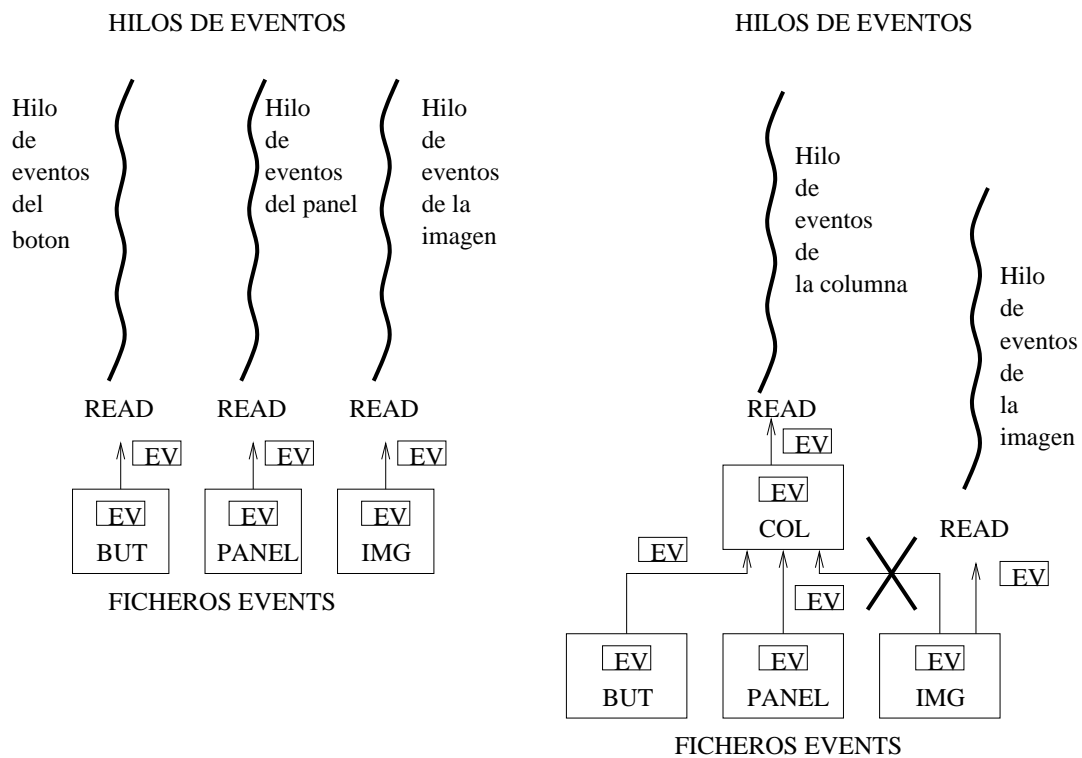 HILOS DE EVENTOS
Hilo
de
eventos
del
boton
Hilo
de
eventos
del panel
Hilo
de
eventos
de la
imagen
READ
READ
READ
EV
EV
EV
EV
EV
EV
BUT
PANEL
IMG
FICHEROS EVENTS
HILOS DE EVENTOS
Hilo
de
eventos
de
la columna
Hilo
de
eventos
de
la
imagen
READ
EV
EV
COL
READ
EV
EV
EV
EV
EV
EV
BUT
PANEL
IMG
FICHEROS EVENTS